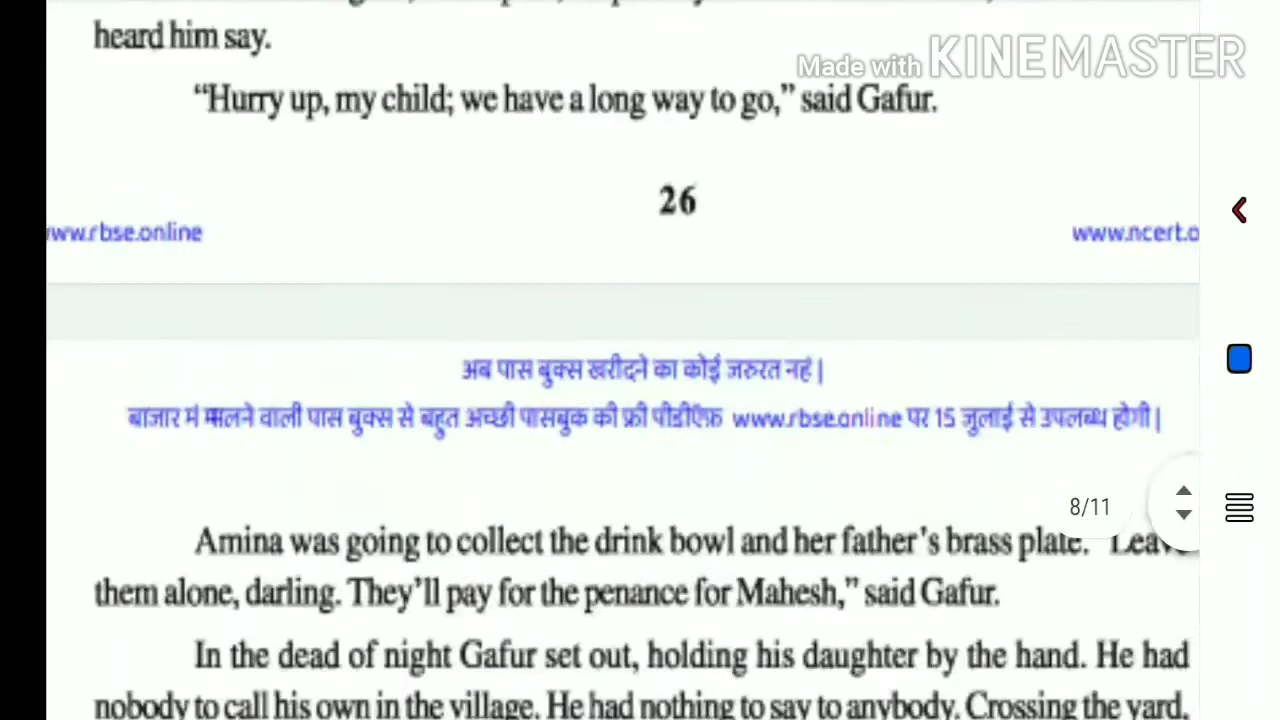 heard him say.
Made with KINEMASTER
“Hurry up, my child; we have a long way to go,” said Gafur.
26
www.rbse.online
www.ncert.o
अब पास बुक्स खरीदने का कोई जरुरत नहं |
बाजार मं मलने वाली पास बुक्स से बहुत अच्छी पासबुक की फ़्री पीडीऍफ़ www.rbse.online पर 15 जुलाई से उपलब्ध होगी |
8/11
Amina was going to collect the drink bowl and her father’s brass plate. “Leave
them alone, darling. They’ll pay for the penance for Mahesh,” said Gafur.
In the dead of night Gafur set out, holding his daughter by the hand. He had
nobody to call his own in the village. He had nothing to say to anybody. Crossing the yard,